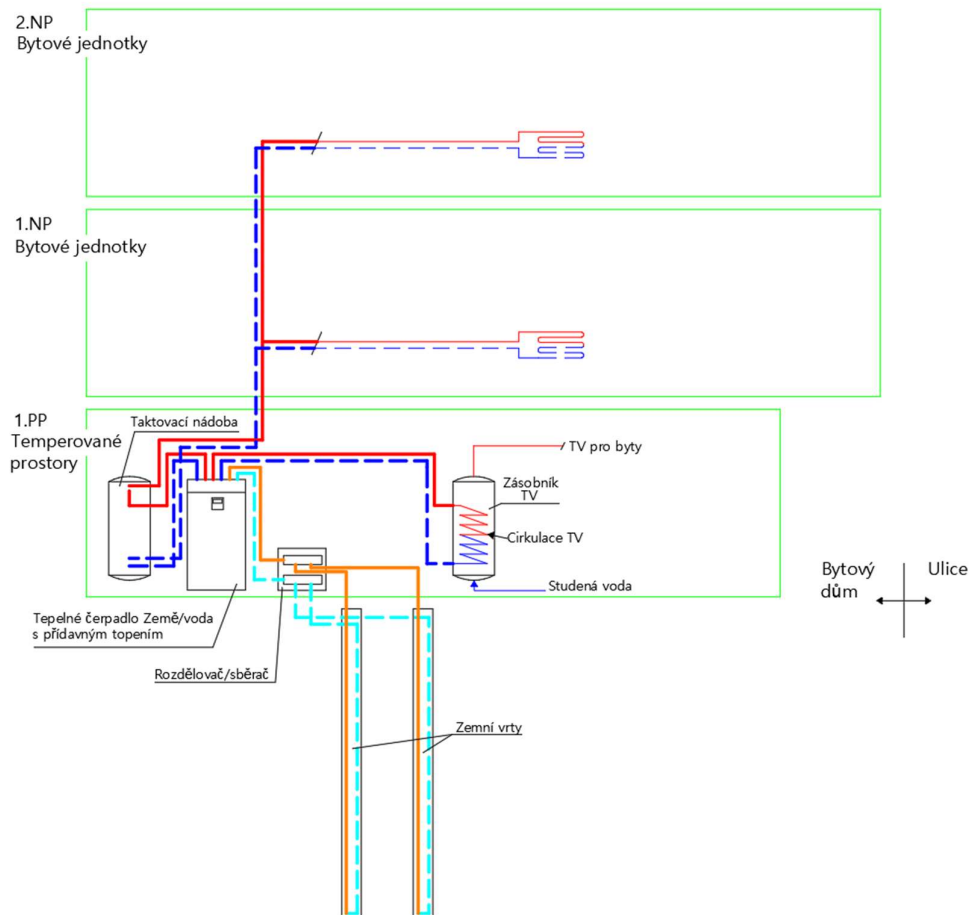 2.NP
Bytové jednotky
1.NP
Bytové jednotky
1.PP
Temperované
prostory
Taktovací nádoba
TV pro byty
Zásobník
TV
Cirkulace TV
Studená voda
Bytový
dům
Ulice
Tepelné čerpadlo Země/voda
s přídavným topením
Rozdělovač/sběrač
Zemní vrty